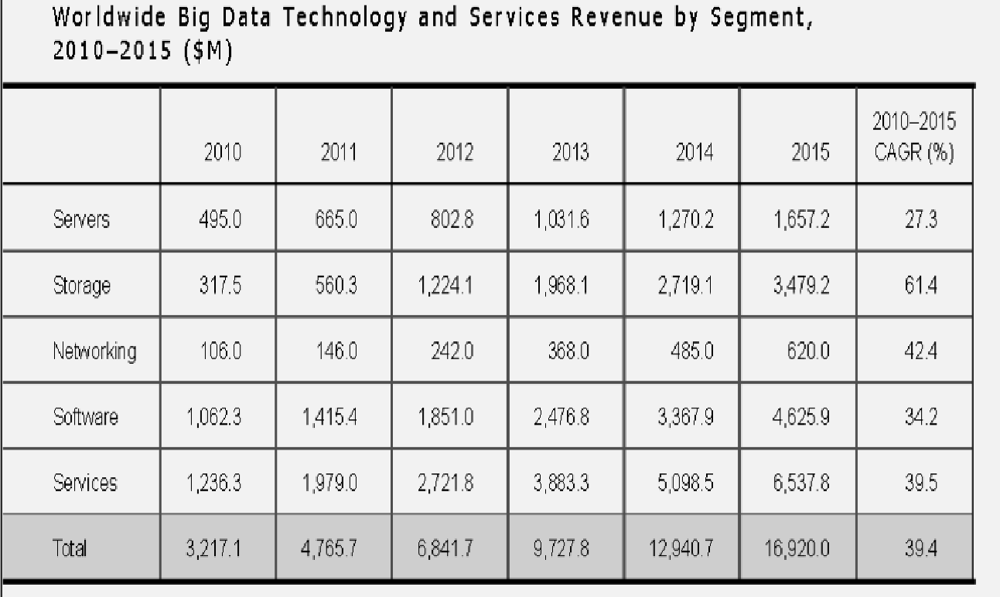 Worldwide Big Data Technology and Services Revenue by Segment,
2010–2015 ($M)
2010 2011 2012 2013 2014 2015 2010–2015 CAGR (%)
Servers 495.0 665.0 802.8 1,031.6 1,270.2 1,657.2 27.3
Storage 317.5 560.3 1,224.1 1,968.1 2,719.1 3,479.2 61.4
Networking 106.0 146.0 242.0 368.0 485.0 620.0 42.4
Software 1,062.3 1,415.4 1,851.0 2,476.8 3,367.9 4,625.9 34.2
Services 1,236.3 1,979.0 2,721.8 3,883.3 5,098.5 6,537.8 39.5
Total 3,217.1 4,765.7 6,841.7 9,727.8 12,940.7 16,920.0 39.4